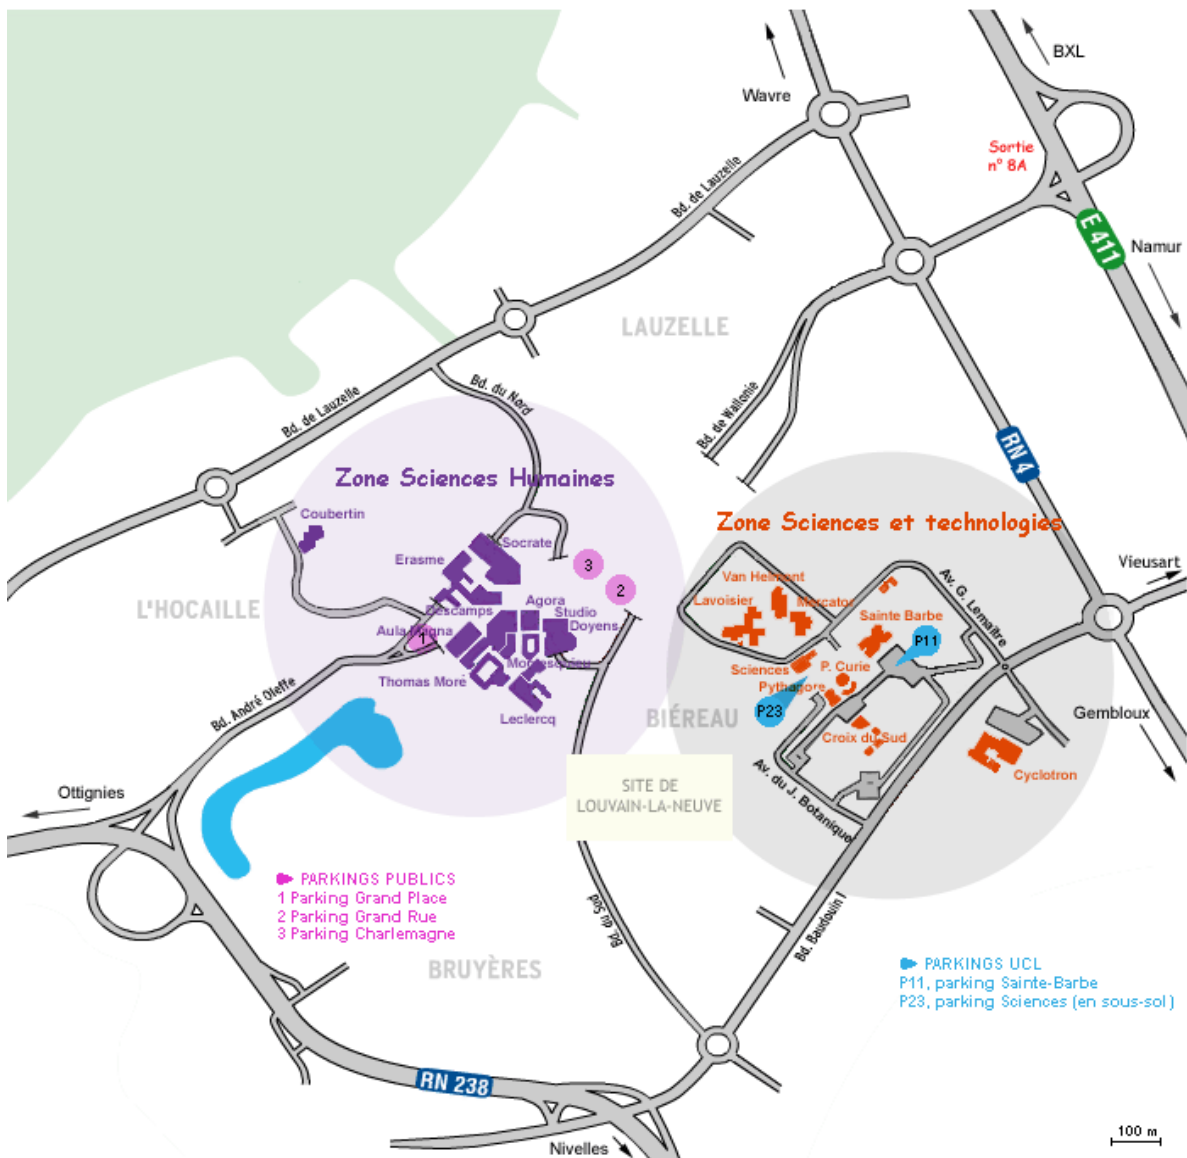 BXL
Wavre
Sortie
n° 8A
Bd. de Lauzelle
E 411
Namur
LAUZELLE
Bd. du Nord
Bd. de Lauzelle
Bd. de Wallonie
RN 4
Zone Sciences Humaines
Coubertin
Zone Sciences et technologies
Socrate
Erasme
3
2
Vieusart
Av. G. Lemaître
Van Helmont
Lavoisier
Mercator
Sainte Barbe
L'HOCAILLE
Descamps
Agora
Studio
Doyens
Aula Magna
1
P11
Montesquieu
Sciences
P. Curie
Thomas Moré
Pythagore
Bd. André Oleffe
Leclercq
BIÉREAU
P23
Gembloux
Croix du Sud
Cyclotron
Av. du J. Botanique
SITE DE
LOUVAIN-LA-NEUVE
Ottignies
PARKINGS PUBLICS
1 Parking Grand Place
2 Parking Grand Rue
3 Parking Charlemagne
Bd. du Sud
Bd. Baudouin I
BRUYÈRES
PARKINGS UCL
P11, parking Sainte-Barbe
P23, parking Sciences (en sous-sol)
RN 238
Nivelles
100 m